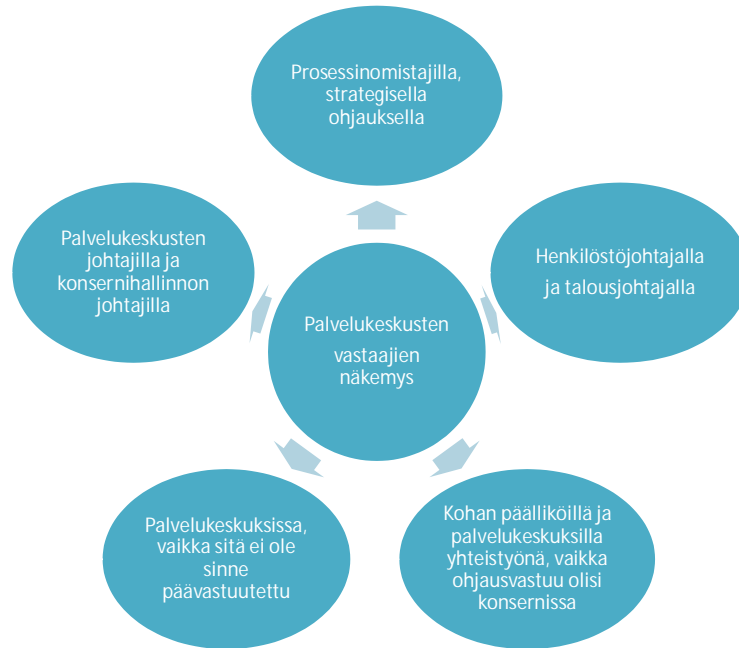 Prosessinomistajilla,
strategisella
ohjauksella
Palvelukeskusten
johtajilla ja
konsernihallinnon
johtajilla
Henkilöstöjohtajalla
ja talousjohtajalla
Palvelukeskusten
vastaajien
näkemys
Palvelukeskuksissa,
vaikka sitä ei ole
sinne
päävastuutettu
Kohan päälliköillä ja
palvelukeskuksilla
yhteistyönä, vaikka
ohjausvastuu olisi
konsernissa